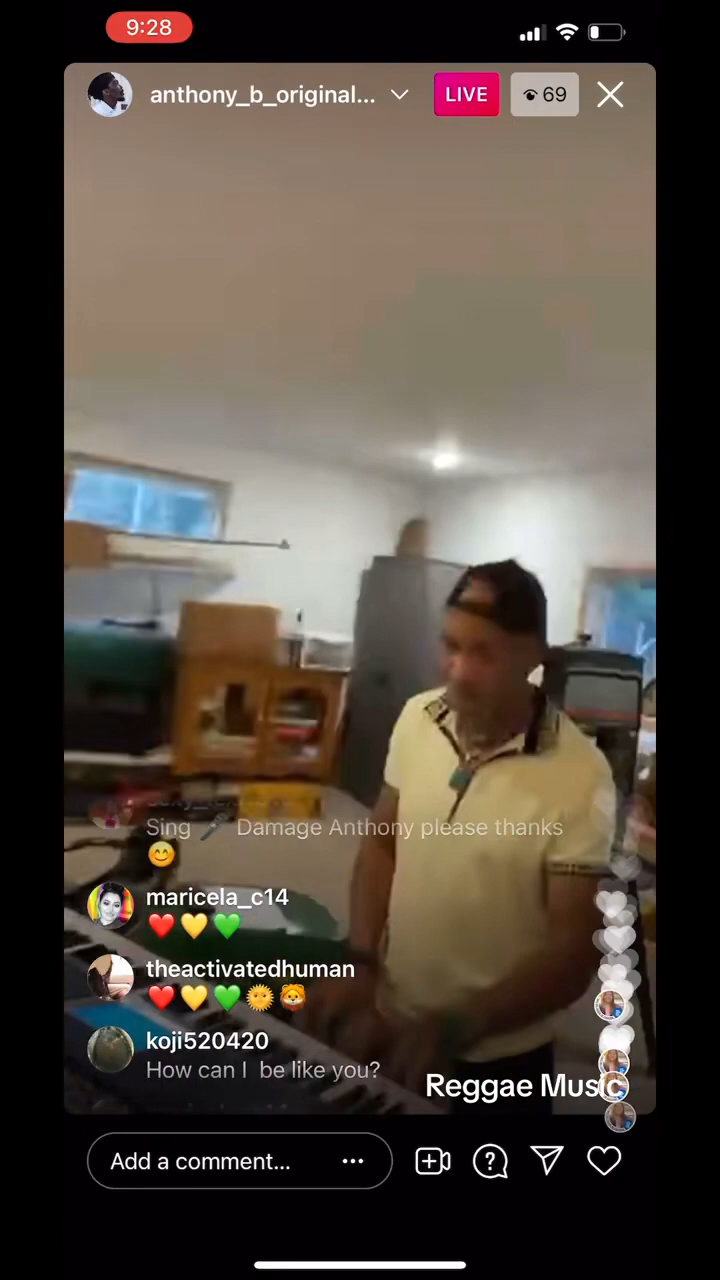 9:28
anthony_b_original...
LIVE
69
Sing 🎤 Damage Anthony please thanks
😊
maricela_c14
❤️💛💚
theactivatedhuman
❤️💛💚🌞🦁
koji520420
How can I be like you?
Reggae Music
Add a comment...